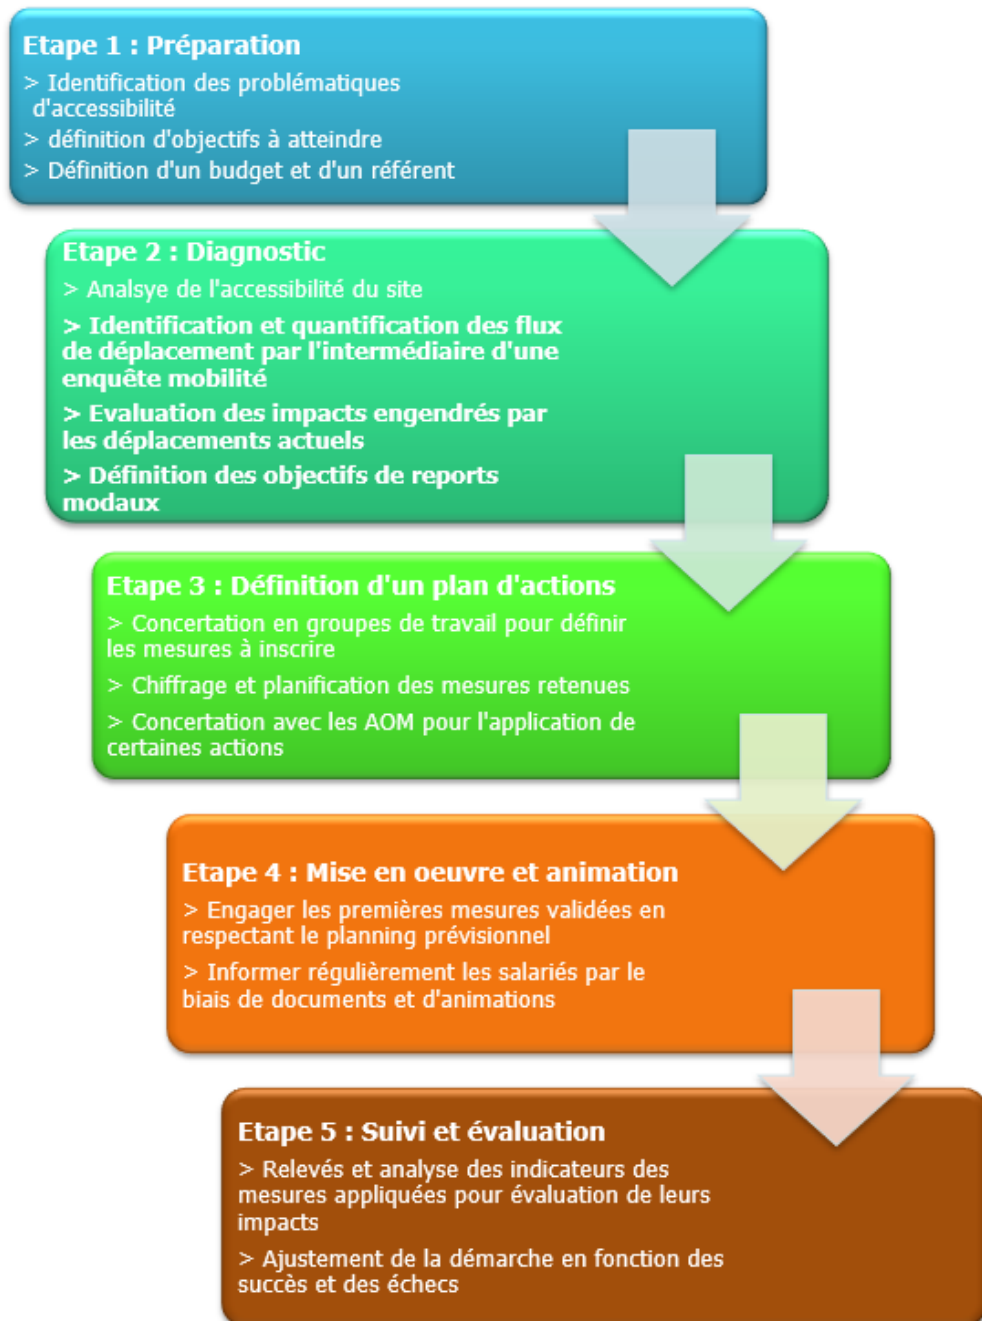 Etape 1 : Préparation
> Identification des problématiques
d'accessibilité
> définition d'objectifs à atteindre
> Définition d'un budget et d'un référent
Etape 2 : Diagnostic
> Analsye de l'accessibilité du site
> Identification et quantification des flux
de déplacement par l'intermédiaire d'une
enquête mobilité
> Evaluation des impacts engendrés par
les déplacements actuels
> Définition des objectifs de reports
modaux
Etape 3 : Définition d'un plan d'actions
> Concertation en groupes de travail pour définir
les mesures à inscrire
> Chiffrage et planification des mesures retenues
> Concertation avec les AOM pour l'application de
certaines actions
Etape 4 : Mise en oeuvre et animation
> Engager les premières mesures validées en
respectant le planning prévisionnel
> Informer régulièrement les salariés par le
biais de documents et d'animations
Etape 5 : Suivi et évaluation
> Relevés et analyse des indicateurs des
mesures appliquées pour évaluation de leurs
impacts
> Ajustement de la démarche en fonction des
succès et des échecs